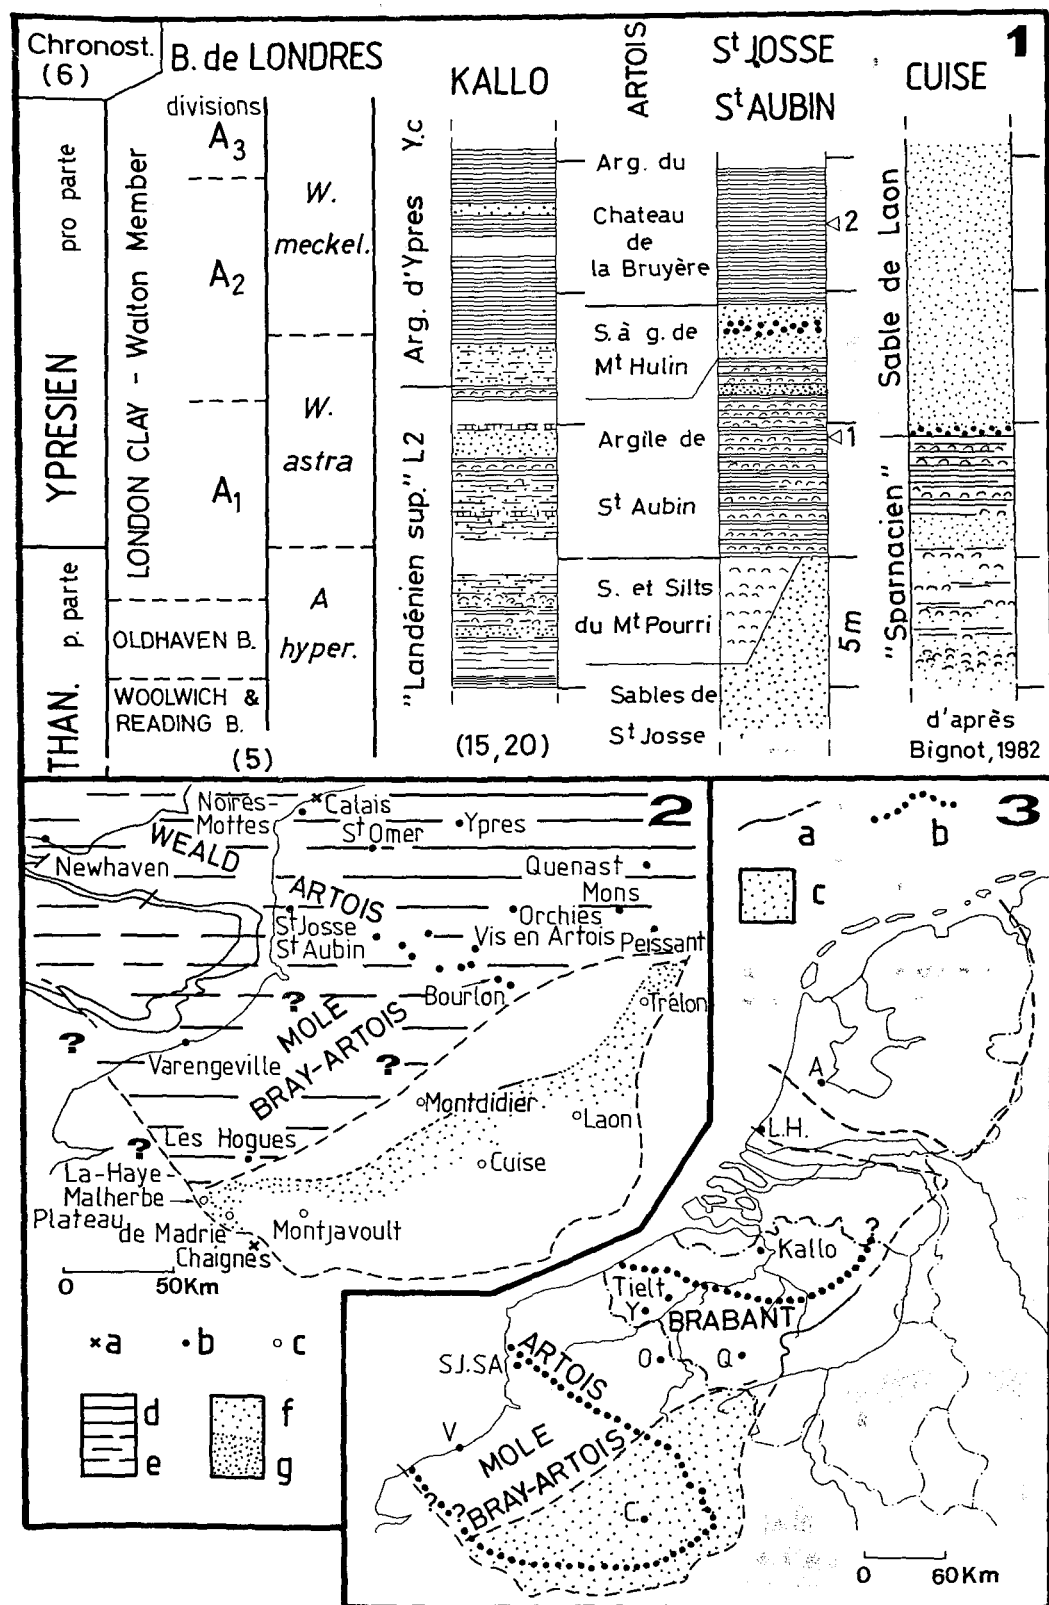 1
Chronost.
(6)
B. de LONDRES
KALLO
ARTOIS
St JOSSE
St AUBIN
CUISE
divisions
YPRESIEN
pro parte
THAN.
p. parte
LONDON CLAY - Walton Member
A3
A2
A1
OLDHAVEN B.
WOOLWICH &
READING B.
(5)
W.
meckel.
W.
astra
A
hyper.
Y.c
Arg. d'Ypres
"Landénien sup." L2
(15,20)
Arg. du
Chateau
de
la Bruyère
S. à g. de
Mt Hulin
Argile de
St Aubin
S. et Silts
du Mt Pourri
Sables de
St Josse
2
1
5m
Sable de Laon
"Sparnacien"
d'après
Bignot, 1982
2
Noires-
Mottes
Calais
St Omer
Ypres
WEALD
Newhaven
Quenast
Mons
ARTOIS
Orchies
St Josse
St Aubin
Vis en Artois
Peissant
Bourlon
Trélon
?
?
MOLE
BRAY-ARTOIS
?
Varengeville
Montdidier
Laon
?
Les Hogues
Cuise
La-Haye-
Malherbe
Plateau
de Madrie
Montjavoult
Chaignes
0 50Km
a b c
d
e
f
g
3
a b
c
A
L.H.
Kallo
?
Tielt
Y
BRABANT
O
Q
SJ.SA
ARTOIS
V
MOLE
BRAY-ARTOIS
?
?
C
0 60Km